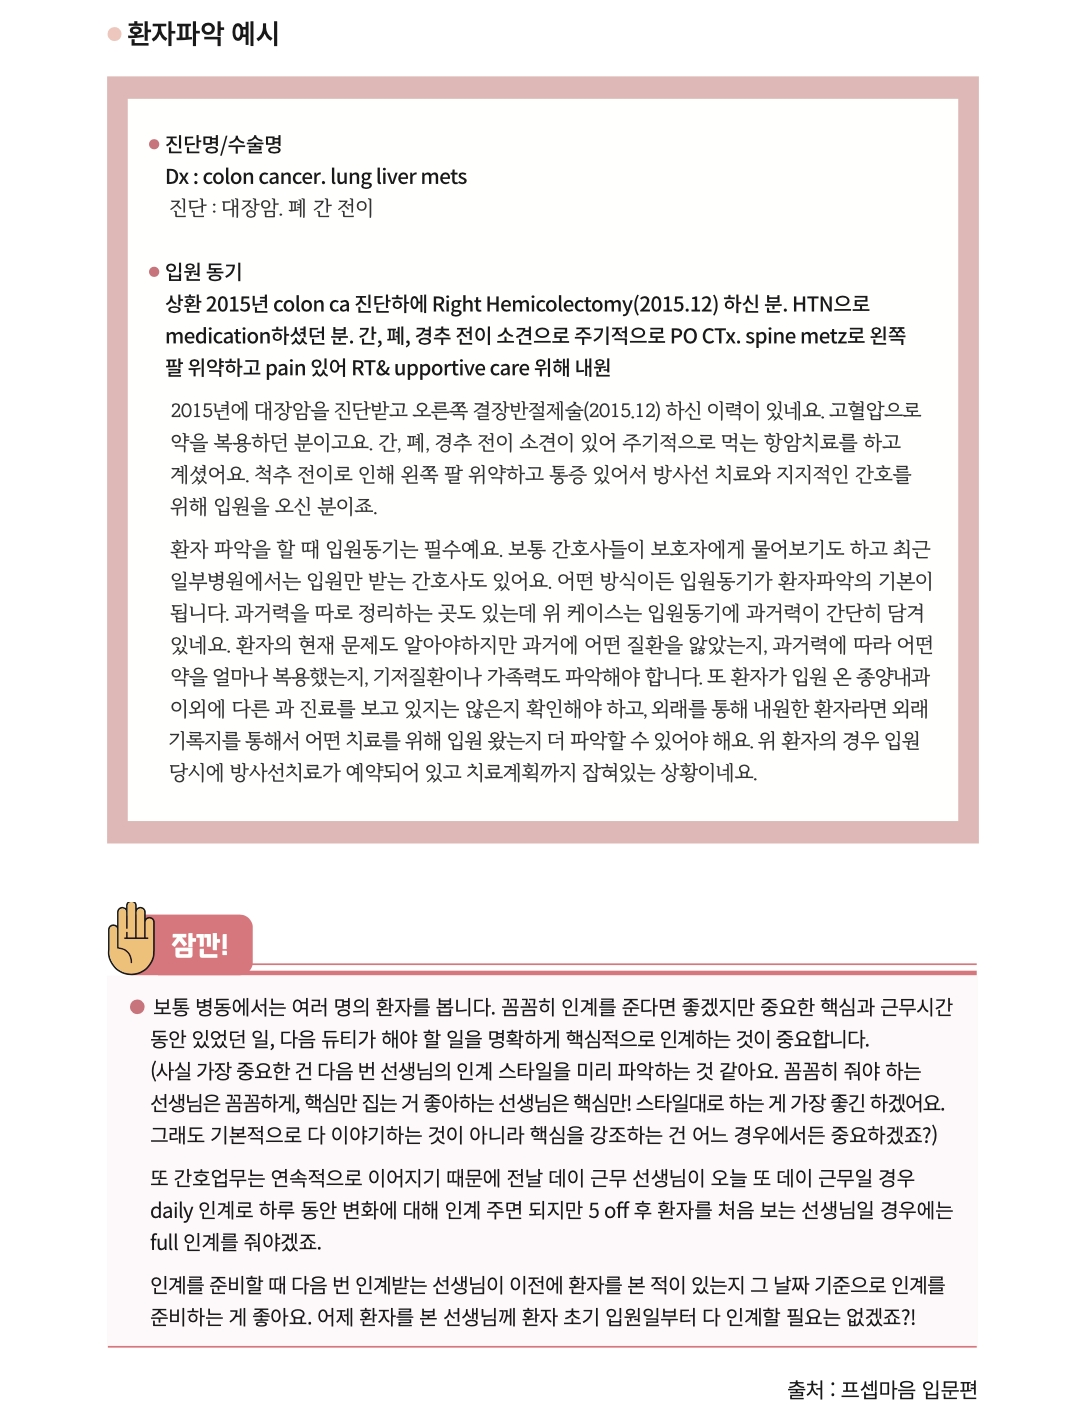 환자파악 예시
진단명/수술명
Dx : colon cancer. lung liver mets
진단 : 대장암. 폐 간 전이
입원 동기
상환 2015년 colon ca 진단하에 Right Hemicolectomy(2015.12) 하신 분. HTN으로
medication하셨던 분. 간, 폐, 경추 전이 소견으로 주기적으로 PO CTx. spine metz로 왼쪽
팔 위약하고 pain 있어 RT& upportive care 위해 내원
2015년에 대장암을 진단받고 오른쪽 결장반절제술(2015.12) 하신 이력이 있네요. 고혈압으로
약을 복용하던 분이고요. 간, 폐, 경추 전이 소견이 있어 주기적으로 먹는 항암치료를 하고
계셨어요. 척추 전이로 인해 왼쪽 팔 위약하고 통증 있어서 방사선 치료와 지지적인 간호를
위해 입원을 오신 분이죠.
환자 파악을 할 때 입원동기는 필수예요. 보통 간호사들이 보호자에게 물어보기도 하고 최근
일부병원에서는 입원만 받는 간호사도 있어요. 어떤 방식이든 입원동기가 환자파악의 기본이
됩니다. 과거력을 따로 정리하는 곳도 있는데 위 케이스는 입원동기에 과거력이 간단히 담겨
있네요. 환자의 현재 문제도 알아야하지만 과거에 어떤 질환을 앓았는지, 과거력에 따라 어떤
약을 얼마나 복용했는지, 기저질환이나 가족력도 파악해야 합니다. 또 환자가 입원 온 종양내과
이외에 다른 과 진료를 보고 있지는 않은지 확인해야 하고, 외래를 통해 내원한 환자라면 외래
기록지를 통해서 어떤 치료를 위해 입원 왔는지 더 파악할 수 있어야 해요. 위 환자의 경우 입원
당시에 방사선치료가 예약되어 있고 치료계획까지 잡혀있는 상황이네요.
잠깐!
보통 병동에서는 여러 명의 환자를 봅니다. 꼼꼼히 인계를 준다면 좋겠지만 중요한 핵심과 근무시간
동안 있었던 일, 다음 듀티가 해야 할 일을 명확하게 핵심적으로 인계하는 것이 중요합니다.
(사실 가장 중요한 건 다음 번 선생님의 인계 스타일을 미리 파악하는 것 같아요. 꼼꼼히 줘야 하는
선생님은 꼼꼼하게, 핵심만 집는 거 좋아하는 선생님은 핵심만! 스타일대로 하는 게 가장 좋긴 하겠어요.
그래도 기본적으로 다 이야기하는 것이 아니라 핵심을 강조하는 건 어느 경우에서든 중요하겠죠?)
또 간호업무는 연속적으로 이어지기 때문에 전날 데이 근무 선생님이 오늘 또 데이 근무일 경우
daily 인계로 하루 동안 변화에 대해 인계 주면 되지만 5 off 후 환자를 처음 보는 선생님일 경우에는
full 인계를 줘야겠죠.
인계를 준비할 때 다음 번 인계받는 선생님이 이전에 환자를 본 적이 있는지 그 날짜 기준으로 인계를
준비하는 게 좋아요. 어제 환자를 본 선생님께 환자 초기 입원일부터 다 인계할 필요는 없겠죠?!
출처 : 프셉마음 입문편